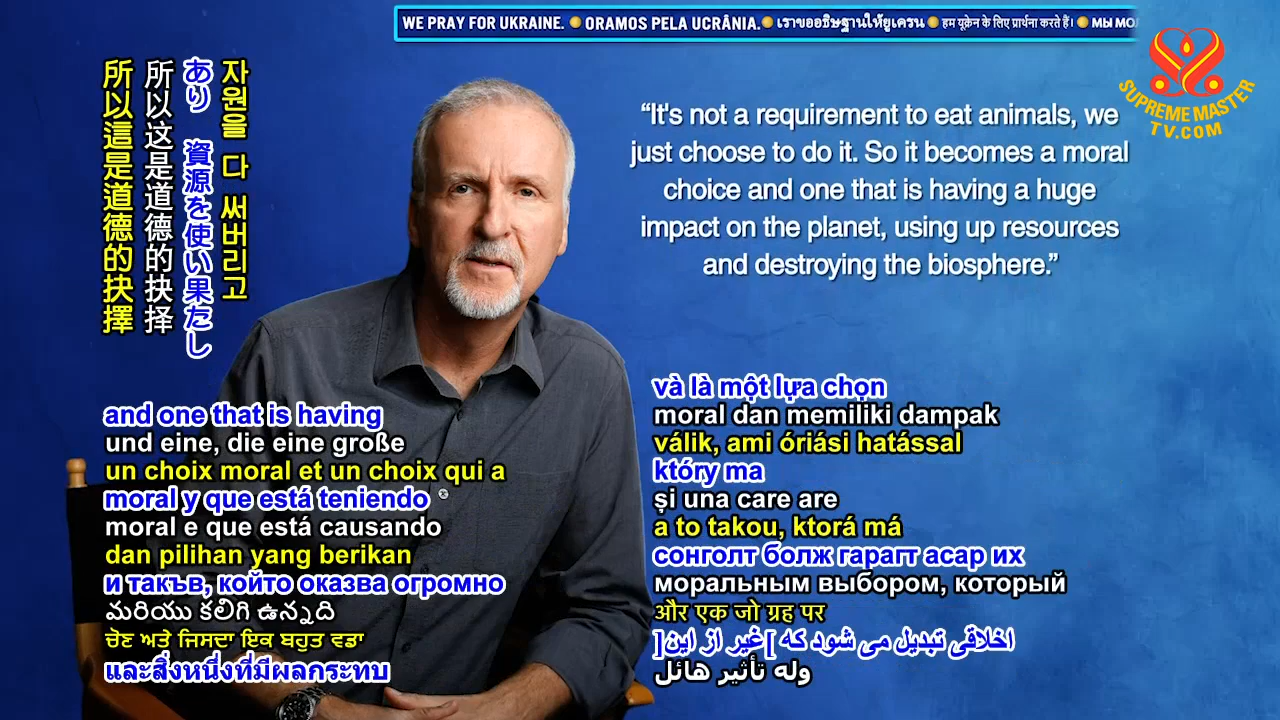 WE PRAY FOR UKRAINE. ORAMOS PELA UCRÂNIA. เราขออธิษฐานให้ยูเครน हम यूक्रेन के लिए प्रार्थना करते हैं। МЫ МО
SUPREME MASTER
TV.COM
“It's not a requirement to eat animals, we
just choose to do it. So it becomes a moral
choice and one that is having a huge
impact on the planet, using up resources
and destroying the biosphere.”
자원을 다 써버리고
あり 資源を使い果たし
所以这是道德的抉择
所以這是道德的抉擇
and one that is having
und eine, die eine große
un choix moral et un choix qui a
moral y que está teniendo
moral e que está causando
dan pilihan yang berikan
и такъв, който оказва огромно
మరియు కలిగి ఉన్నది
ਚੋਣ ਅਤੇ ਜਿਸਦਾ ਇਕ ਬਹੁਤ ਵਡਾ
และสิ่งหนึ่งที่มีผลกระทบ
và là một lựa chọn
moral dan memiliki dampak
válik, ami óriási hatással
który ma
și una care are
a to takou, ktorá má
сонголт болж гарагт асар их
моральным выбором, который
और एक जो ग्रह पर
اخلاقی تبدیل می شود که ]غیر از این[
وله تأثير هائل